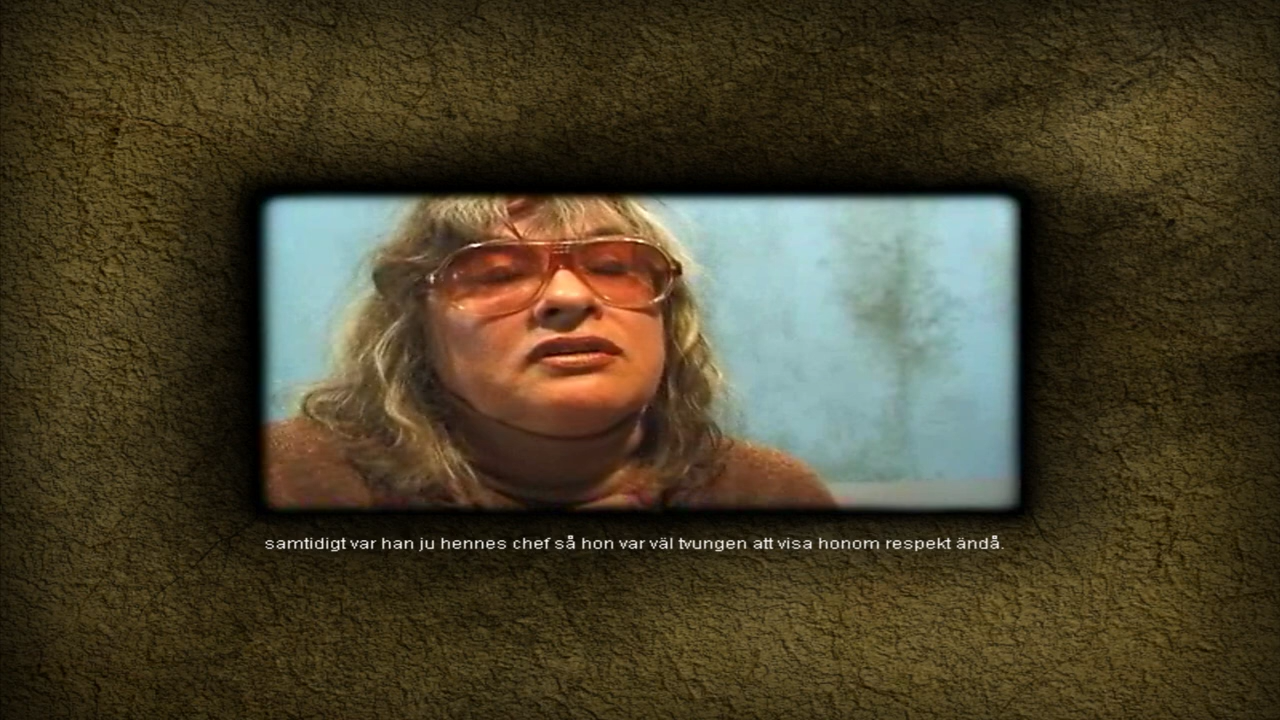 samtidigt var han ju hennes chef så hon var väl tvungen att visa honom respekt ändå.